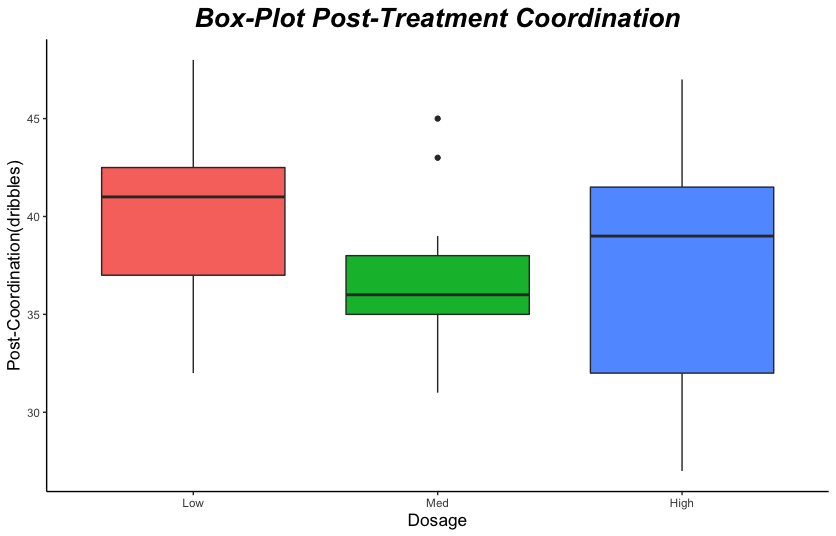 Box-Plot Post-Treatment Coordination
Post-Coordination(dribbles)
45
40
35
30
Low Med High
Dosage